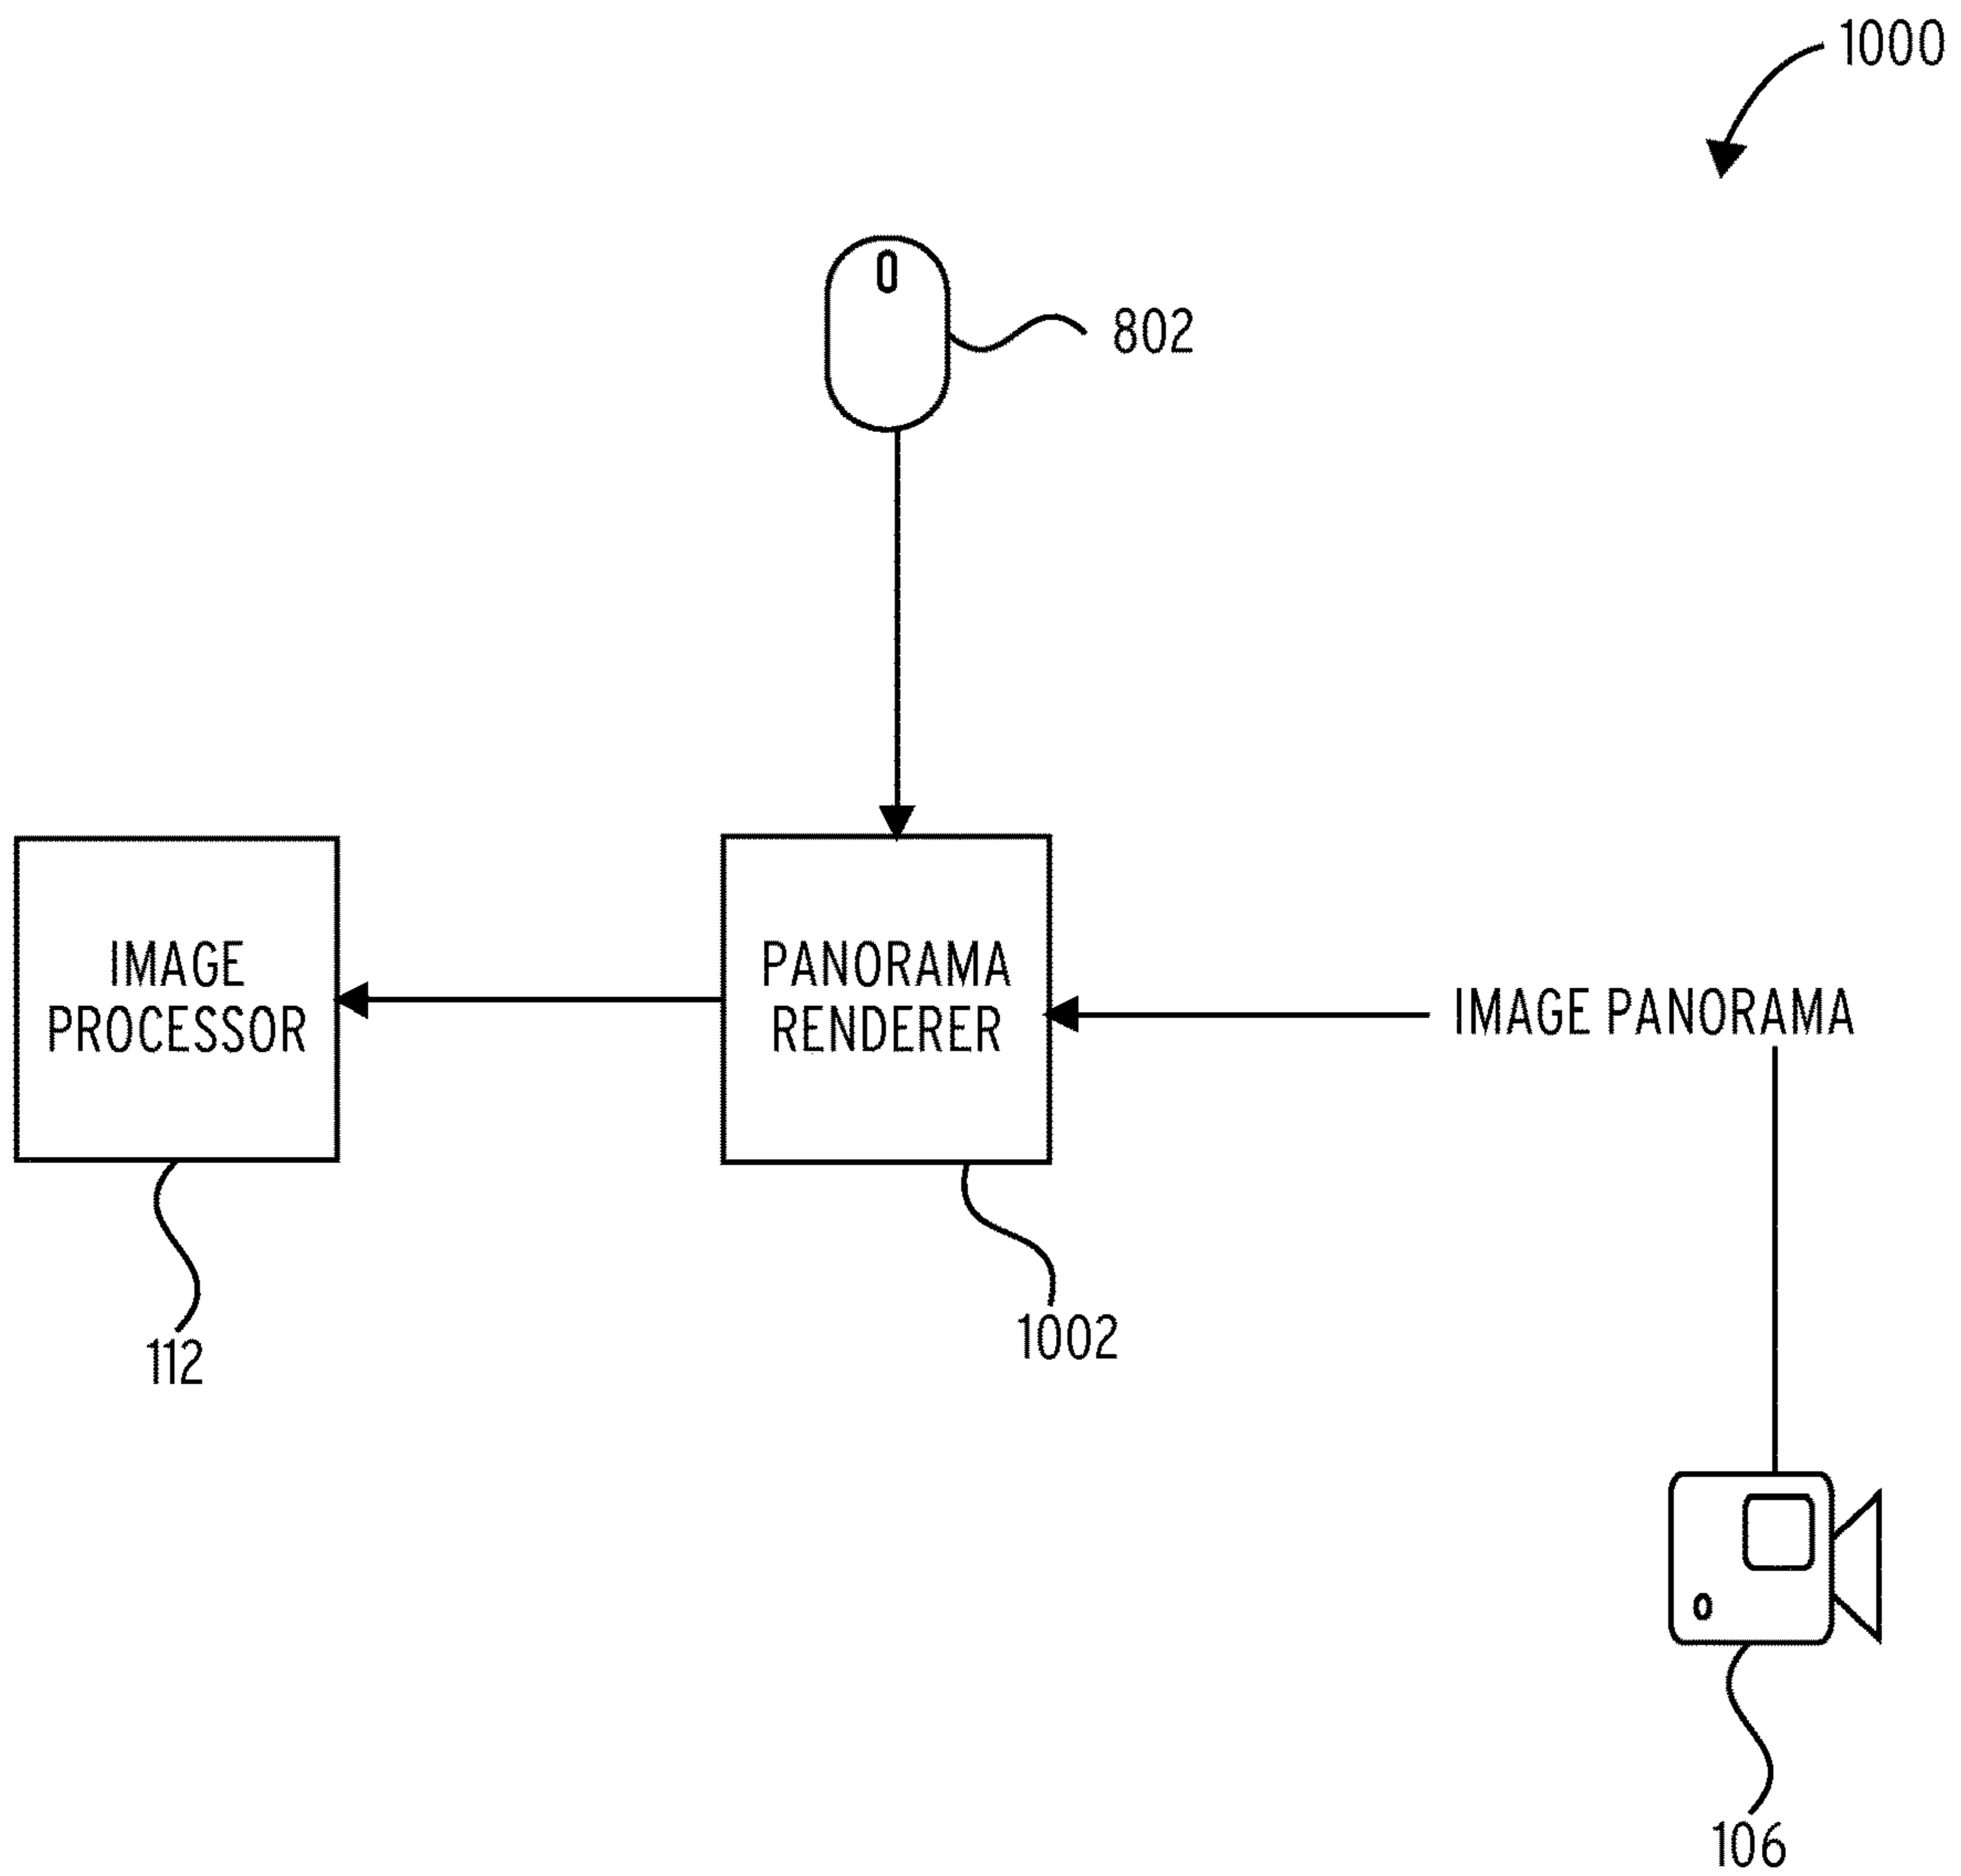 1000
802
IMAGE
PROCESSOR
PANORAMA
RENDERER
IMAGE PANORAMA
112
1002
106